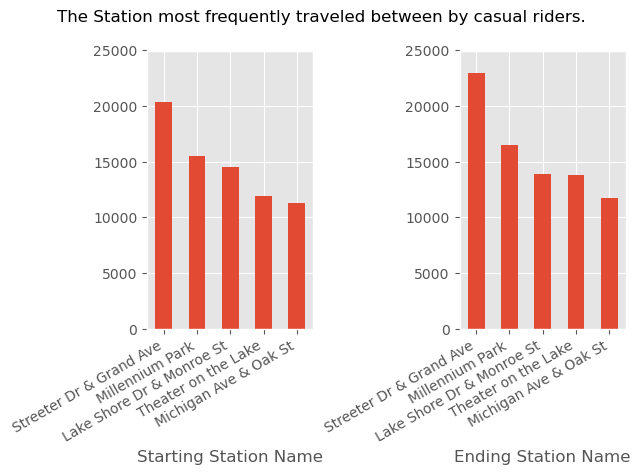 The Station most frequently traveled between by casual riders.
25000
20000
15000
10000
5000
0
Streeter Dr & Grand Ave
Millennium Park
Lake Shore Dr & Monroe St
Theater on the Lake
Michigan Ave & Oak St
Starting Station Name
25000
20000
15000
10000
5000
0
Streeter Dr & Grand Ave
Millennium Park
Lake Shore Dr & Monroe St
Theater on the Lake
Michigan Ave & Oak St
Ending Station Name